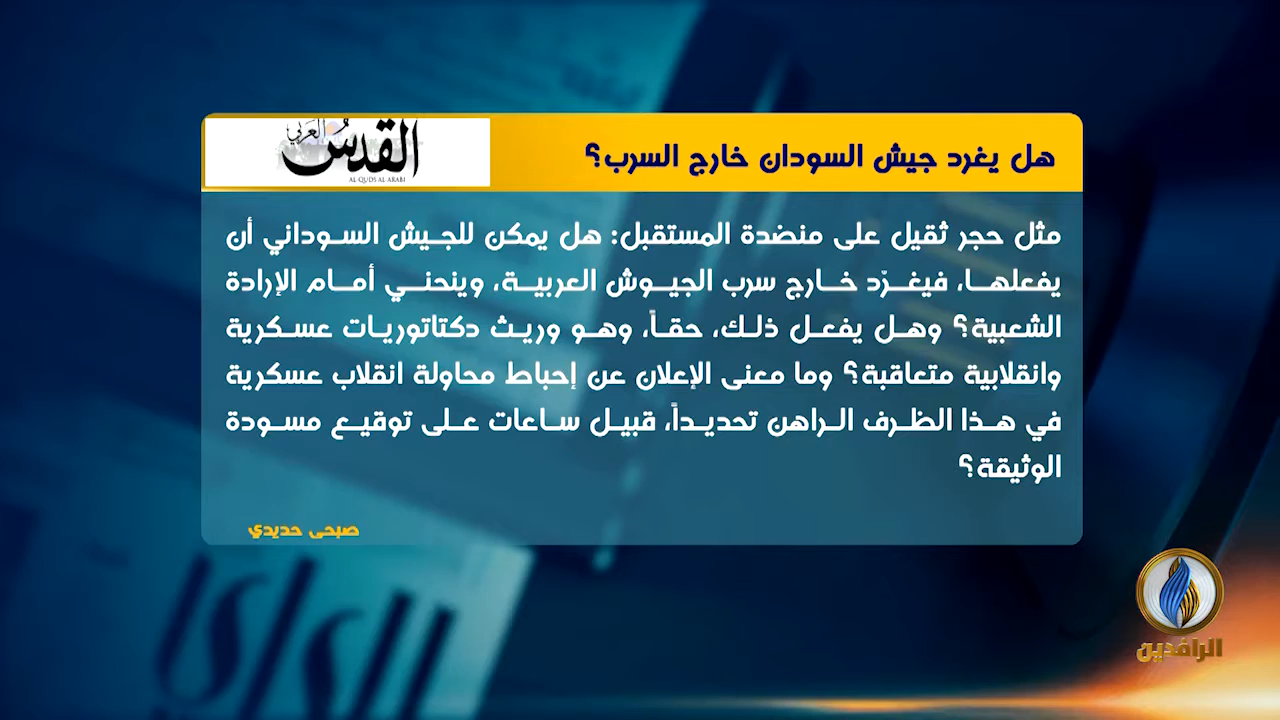 هل يغرد جيش السودان خارج السرب؟
القدس العربي
AL QUDS AL ARABI
مثل حجر ثقيل على منضدة المستقبل: هل يمكن للجيش السوداني أن
يفعلها، فيغرّد خارج سرب الجيوش العربية، وينحني أمام الإرادة
الشعبية؟ وهل يفعل ذلك، حقاً، وهو وريث دكتاتوريات عسكرية
وانقلابية متعاقبة؟ وما معنى الإعلان عن إحباط محاولة انقلاب عسكرية
في هذا الظرف الراهن تحديداً، قبيل ساعات على توقيع مسودة
الوثيقة؟
صبحى حديدي
الرافدين